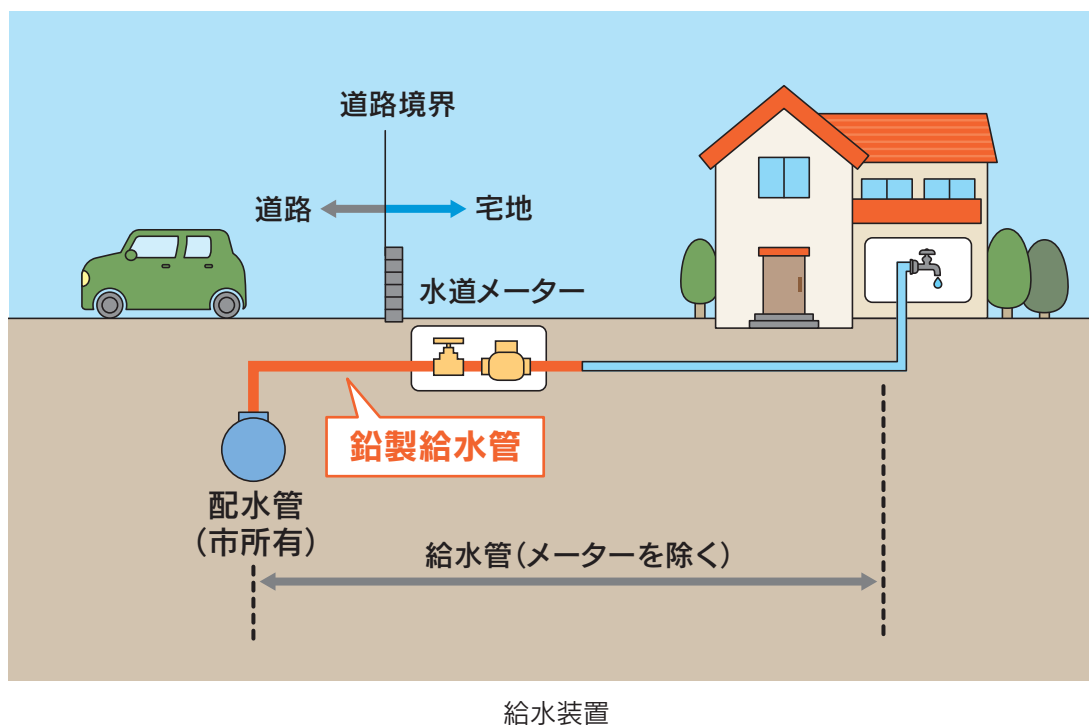 道路境界
道路
宅地
水道メーター
鉛製給水管
配水管
（市所有）
給水管（メーターを除く）
給水装置